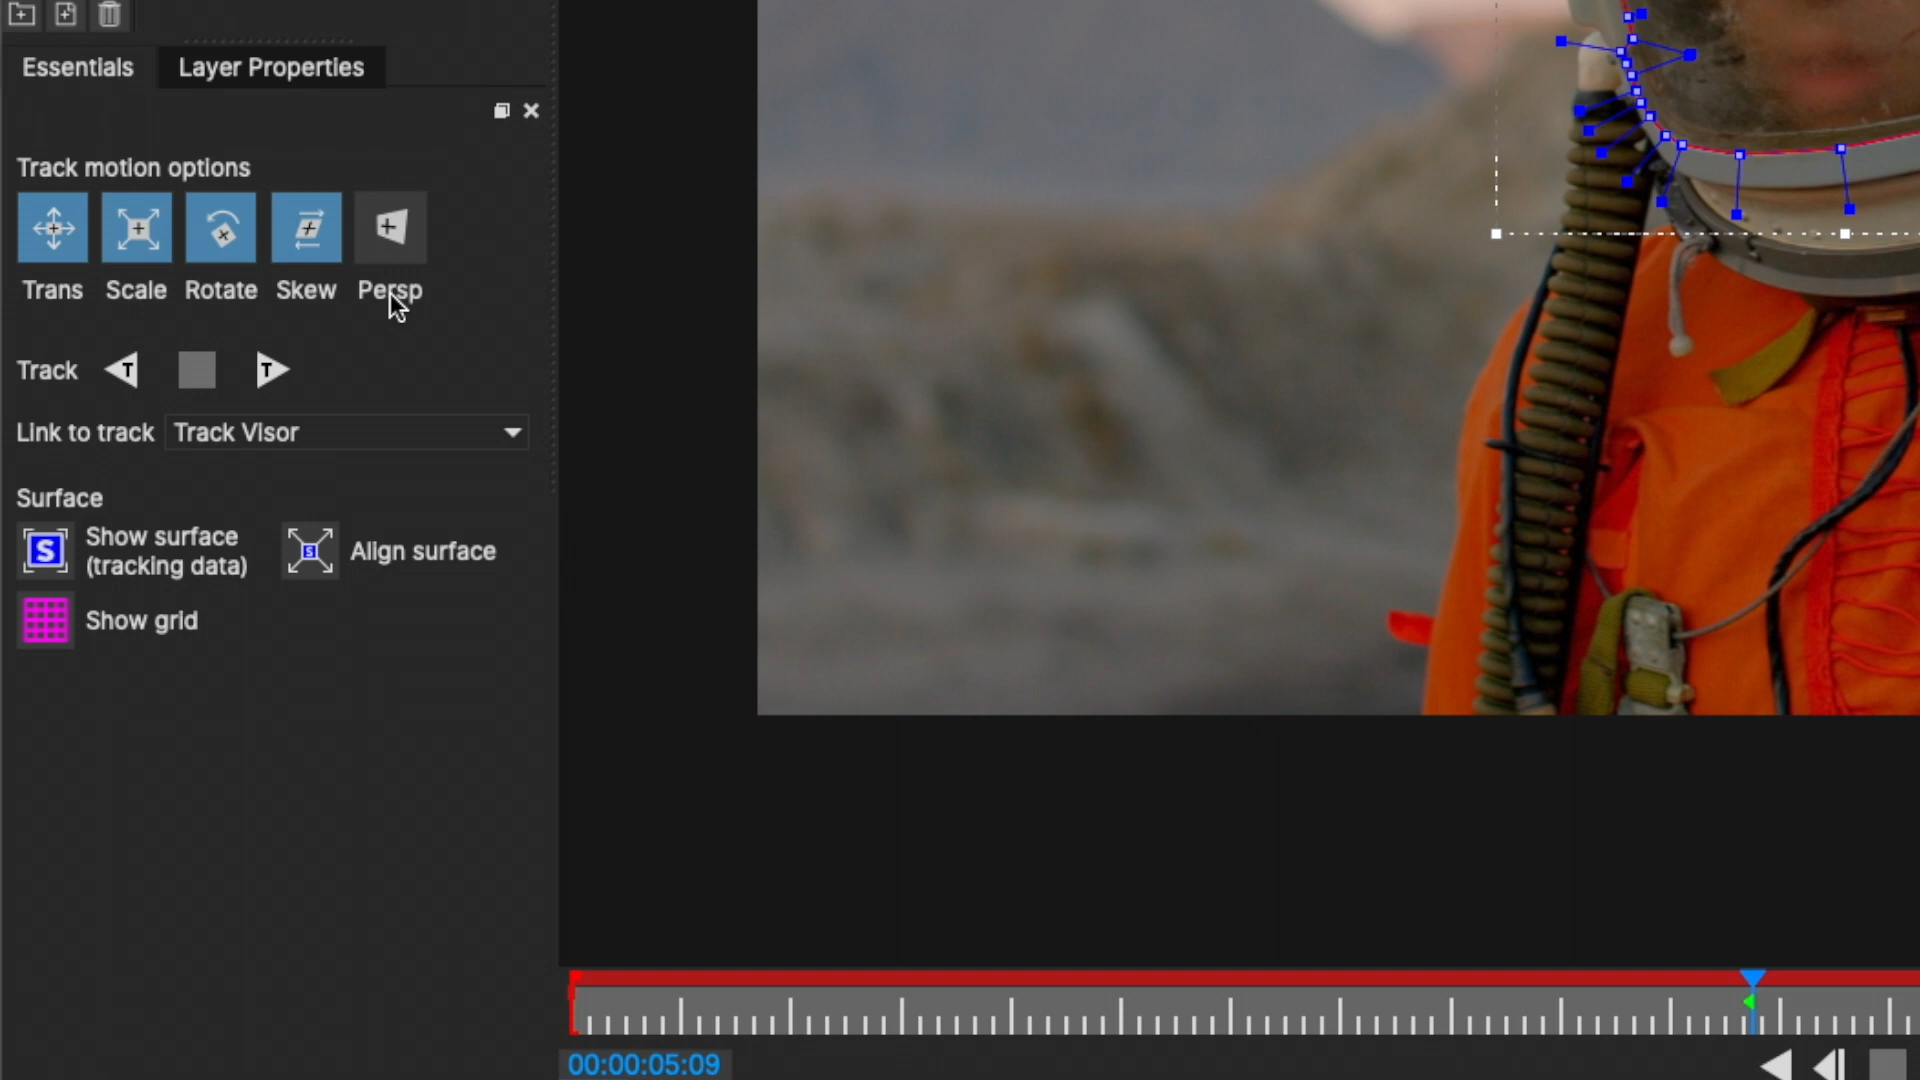 Essentials
Layer Properties
Track motion options
Trans Scale Rotate Skew Persp
Track T T
Link to track Track Visor
Surface
S Show surface
(tracking data)
S Align surface
Show grid
00:00:05:09